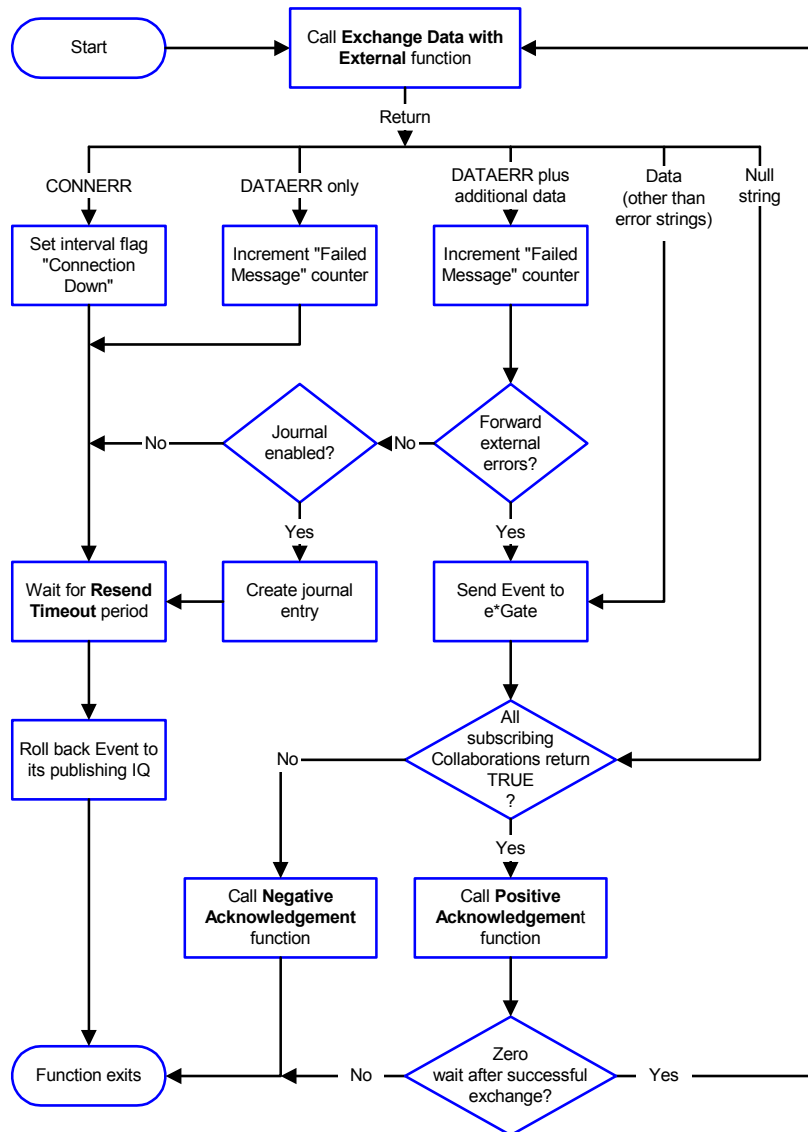 Start
Call Exchange Data with
External function
Return
CONNERR
DATAERR only
DATAERR plus
additional data
Data
(other than
error strings)
Null
string
Set interval flag
"Connection
Down"
Increment "Failed
Message" counter
Increment "Failed
Message" counter
No
Journal
enabled?
No
Forward
external
errors?
Yes
Yes
Wait for Resend
Timeout period
Create journal
entry
Send Event to
e*Gate
Roll back Event to
its publishing IQ
No
All
subscribing
Collaborations return
TRUE
?
Yes
Call Negative
Acknowledgement
function
Call Positive
Acknowledgement
function
Function exits
No
Zero
wait after successful
exchange?
Yes